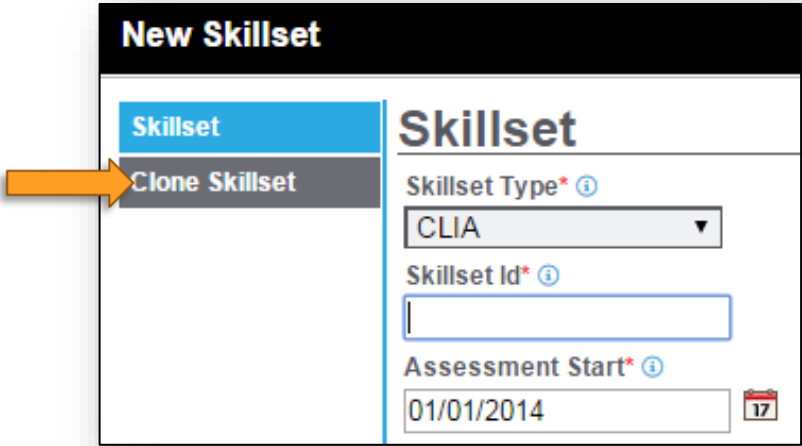 New Skillset
Skillset
Clone Skillset
Skillset
Skillset Type*
CLIA
Skillset Id*
Assessment Start*
01/01/2014
17